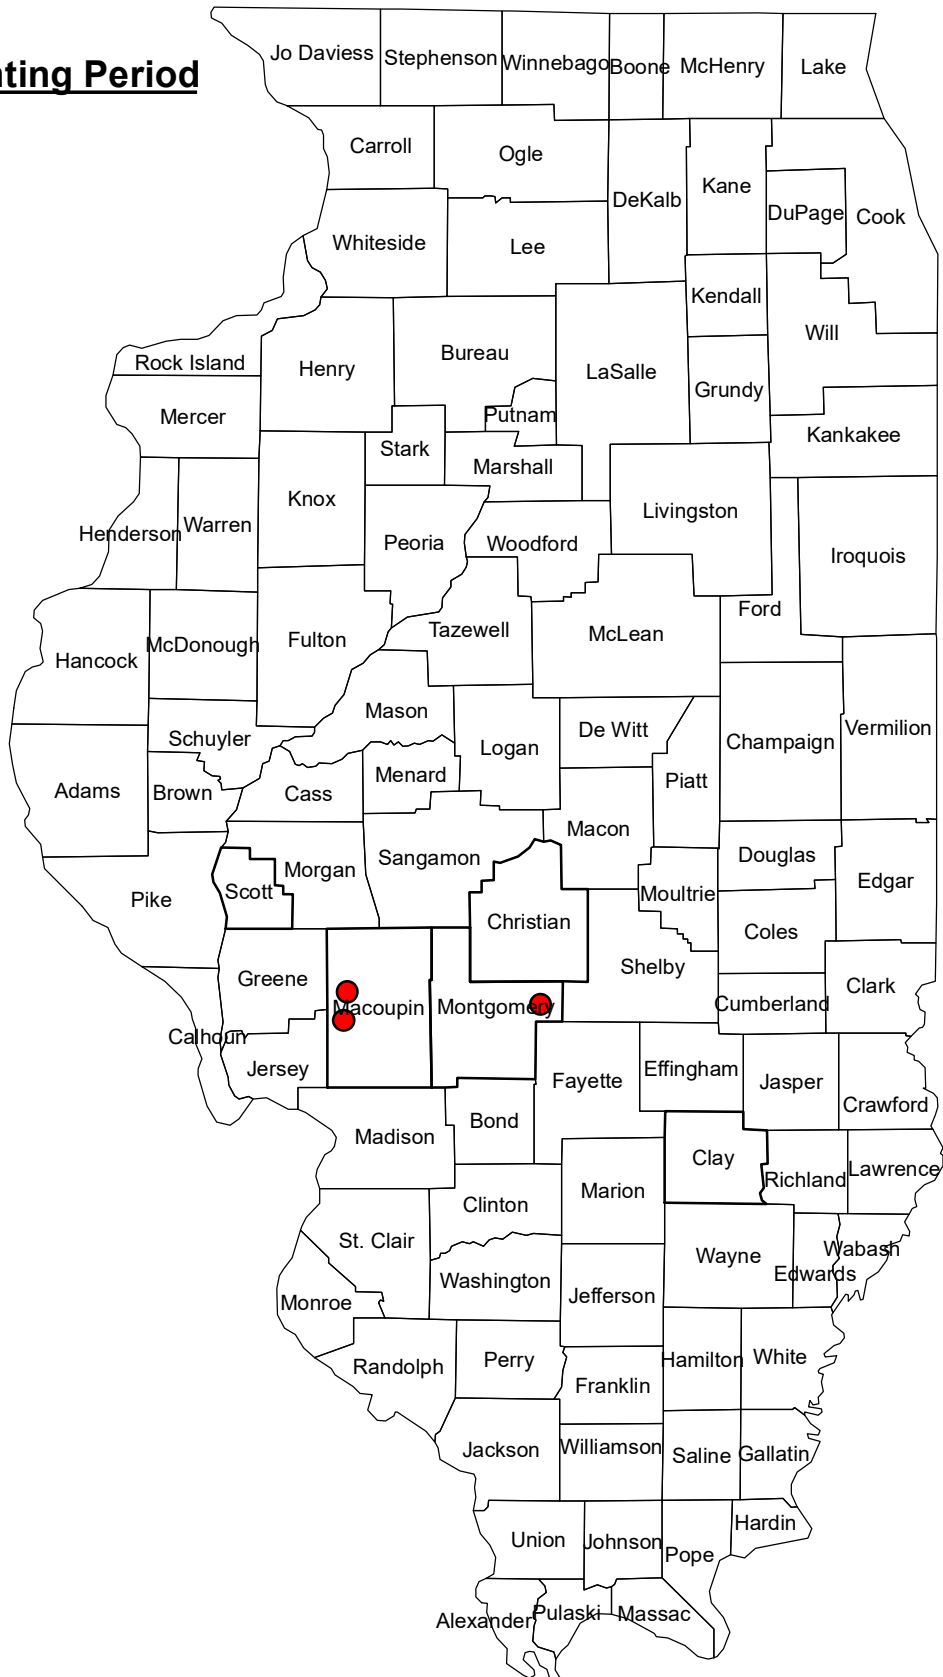 nting Period
Jo Daviess
Stephenson
Winnebago
Boone
McHenry
Lake
Carroll
Ogle
DeKalb
Kane
DuPage
Cook
Whiteside
Lee
Kendall
Will
Rock Island
Henry
Bureau
LaSalle
Grundy
Mercer
Putnam
Kankakee
Stark
Marshall
Henderson
Warren
Knox
Peoria
Woodford
Livingston
Iroquois
Ford
Hancock
McDonough
Fulton
Tazewell
McLean
Mason
Schuyler
Logan
De Witt
Champaign
Vermilion
Adams
Brown
Cass
Menard
Piatt
Macon
Pike
Scott
Morgan
Sangamon
Christian
Moultrie
Douglas
Edgar
Coles
Greene
Macoupin
Montgomery
Shelby
Cumberland
Clark
Calhoun
Jersey
Fayette
Effingham
Jasper
Crawford
Madison
Bond
Clay
Richland
Lawrence
Clinton
Marion
St. Clair
Wayne
Wabash
Edwards
Washington
Jefferson
Monroe
Randolph
Perry
Hamilton
White
Franklin
Jackson
Williamson
Saline
Gallatin
Union
Johnson
Pope
Hardin
Alexander
Pulaski
Massac